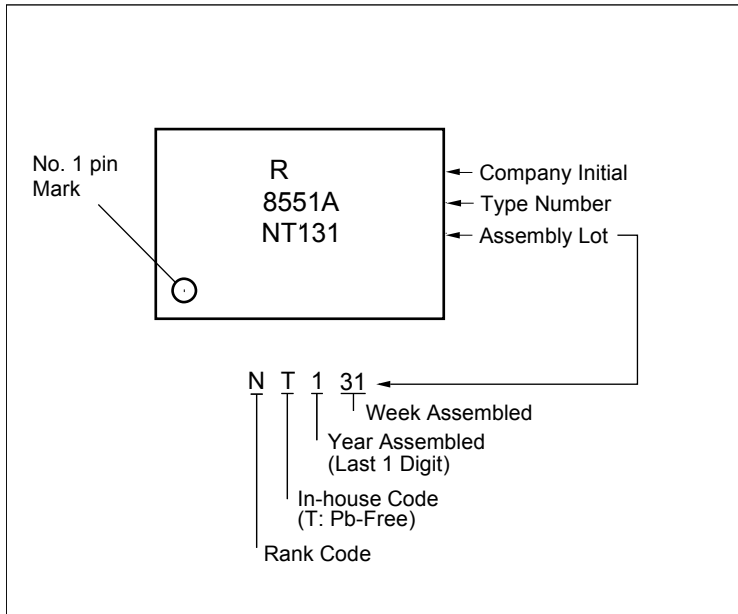 No. 1 pin
Mark
R
8551A
NT131
Company Initial
Type Number
Assembly Lot
N T 1 31
Week Assembled
Year Assembled
(Last 1 Digit)
In-house Code
(T: Pb-Free)
Rank Code